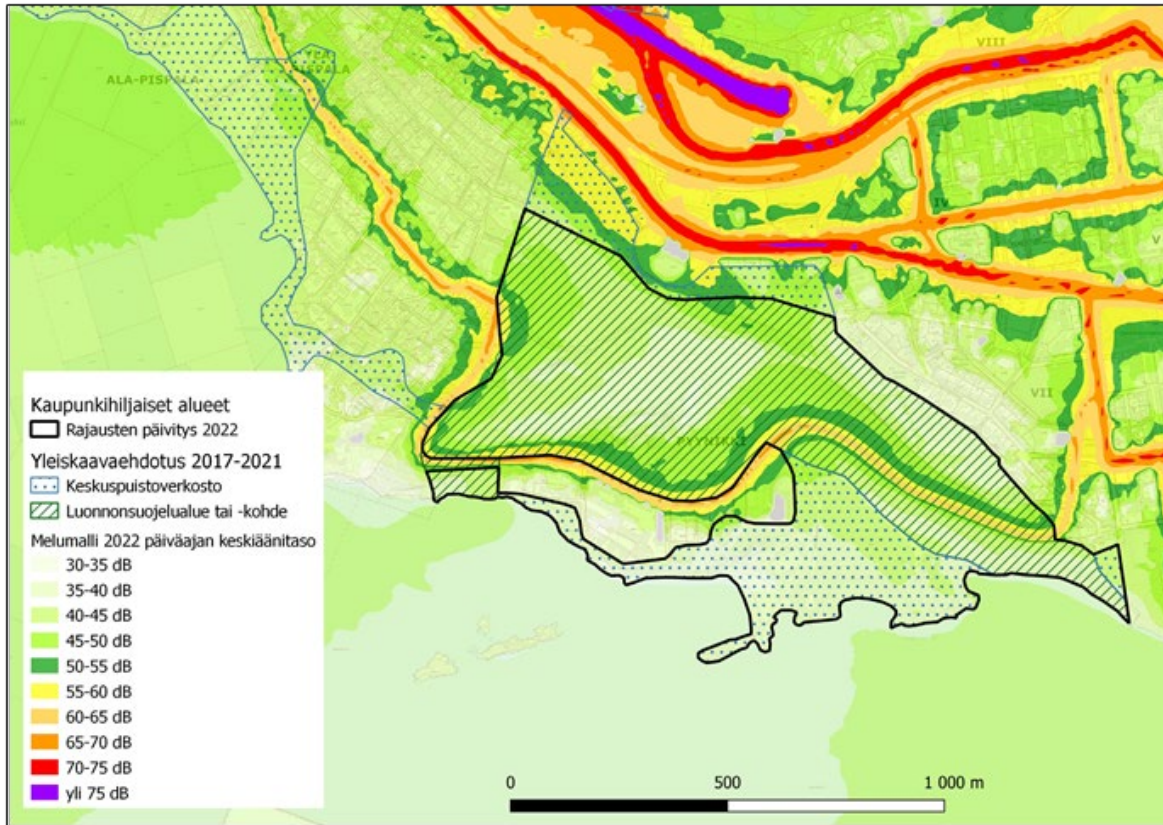 VIII
ALA-PISPALA
IV
VII
PYYNIKKI
Kaupunkihiljaiset alueet
Rajausten päivitys 2022
Yleiskaavaehdotus 2017-2021
Keskuspuistoverkosto
Luonnonsuojelualue tai -kohde
Melumalli 2022 päiväajan keskiäänitaso
30-35 dB
35-40 dB
40-45 dB
45-50 dB
50-55 dB
55-60 dB
60-65 dB
65-70 dB
70-75 dB
yli 75 dB
0 500 1 000 m